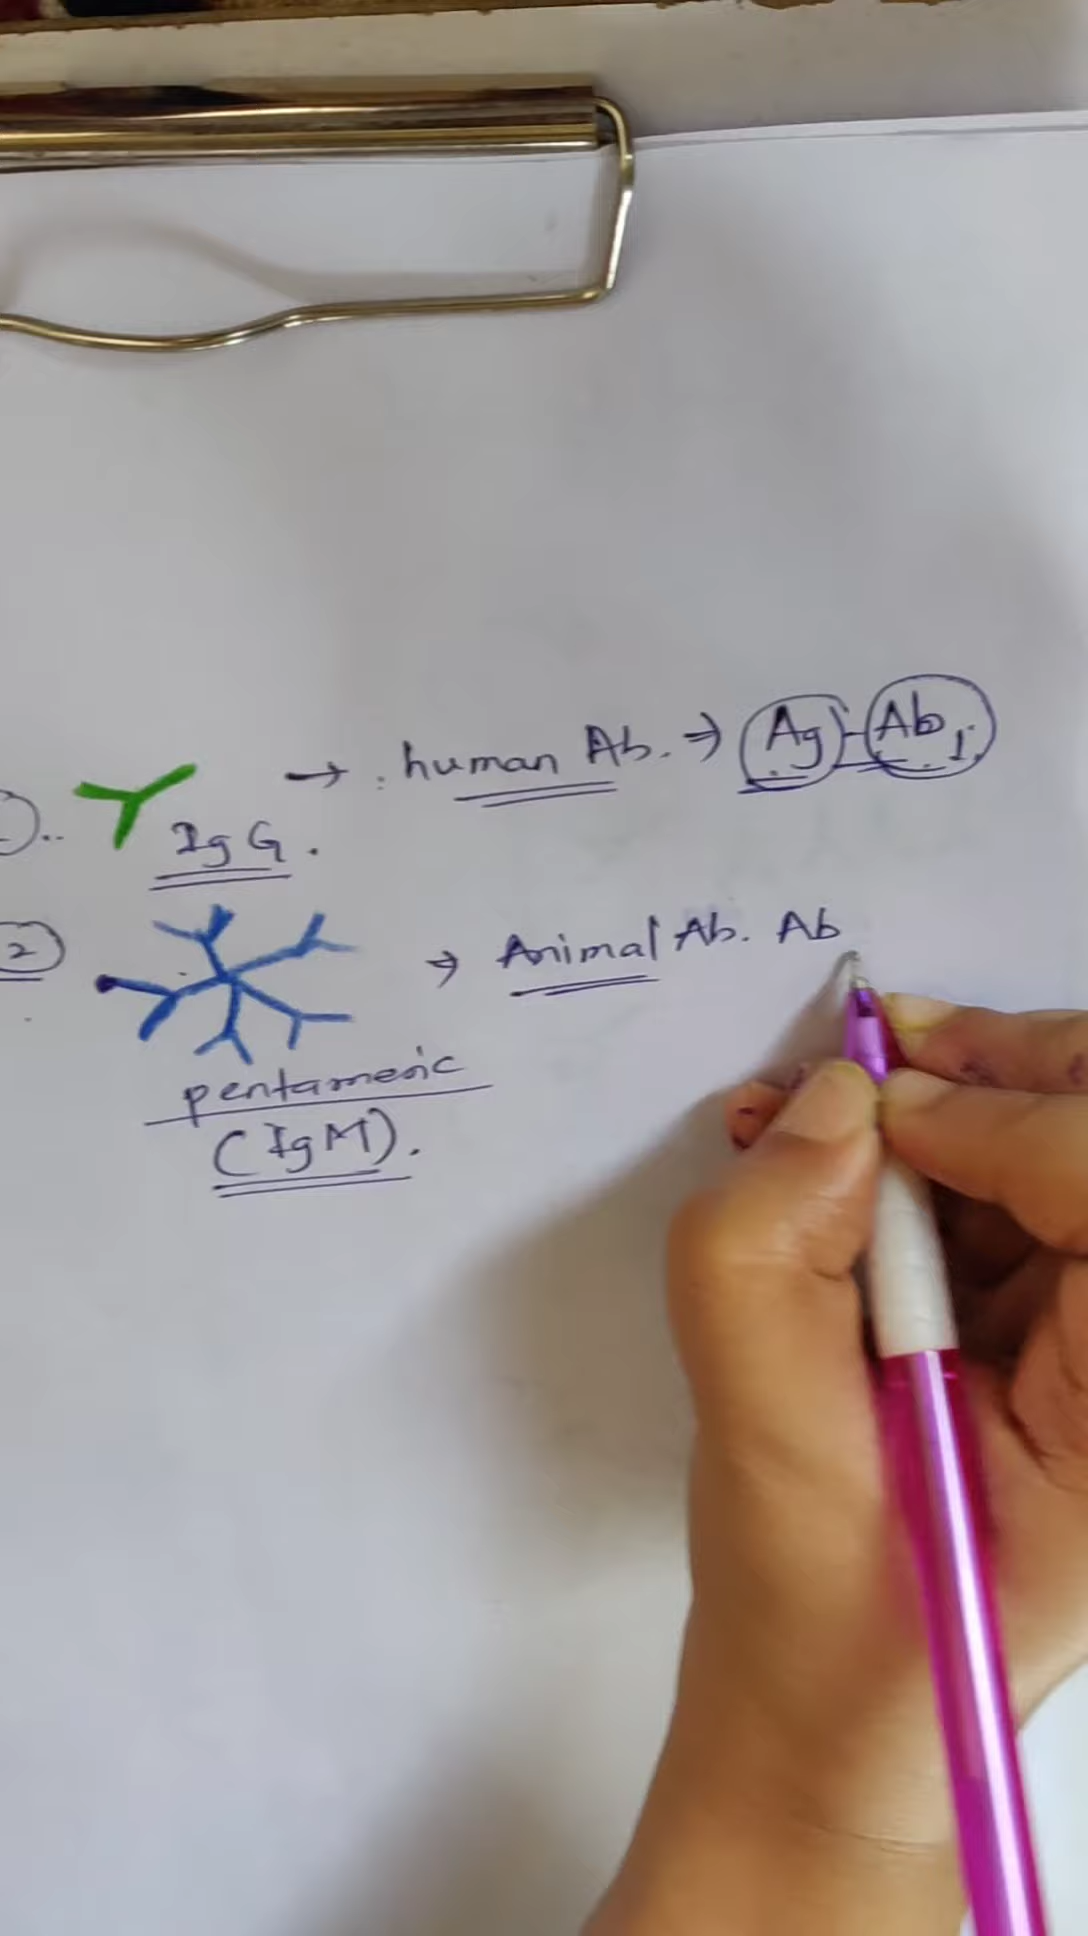 → . human Ab. → Ag - Ab1.
IgG.
2 → Animal Ab. Ab
pentameric
(IgM).